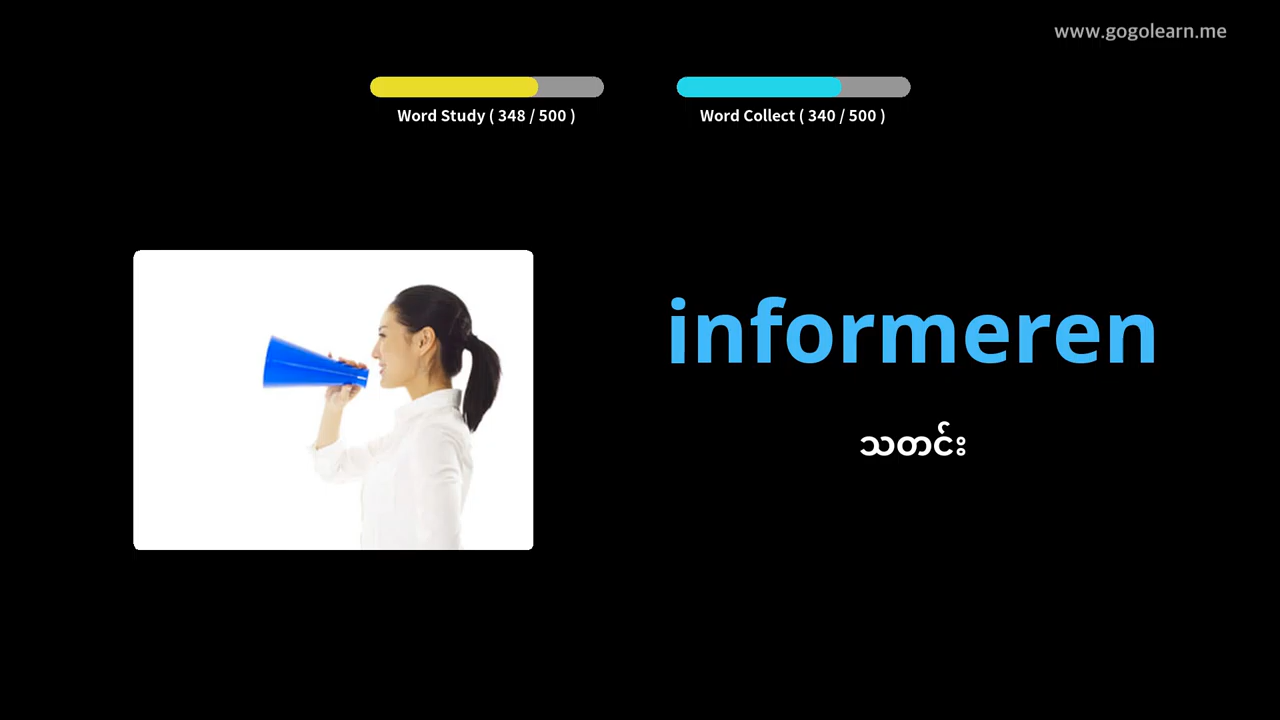 www.gogolearn.me
Word Study ( 348 / 500 )
Word Collect ( 340 / 500 )
informeren
သတင်း